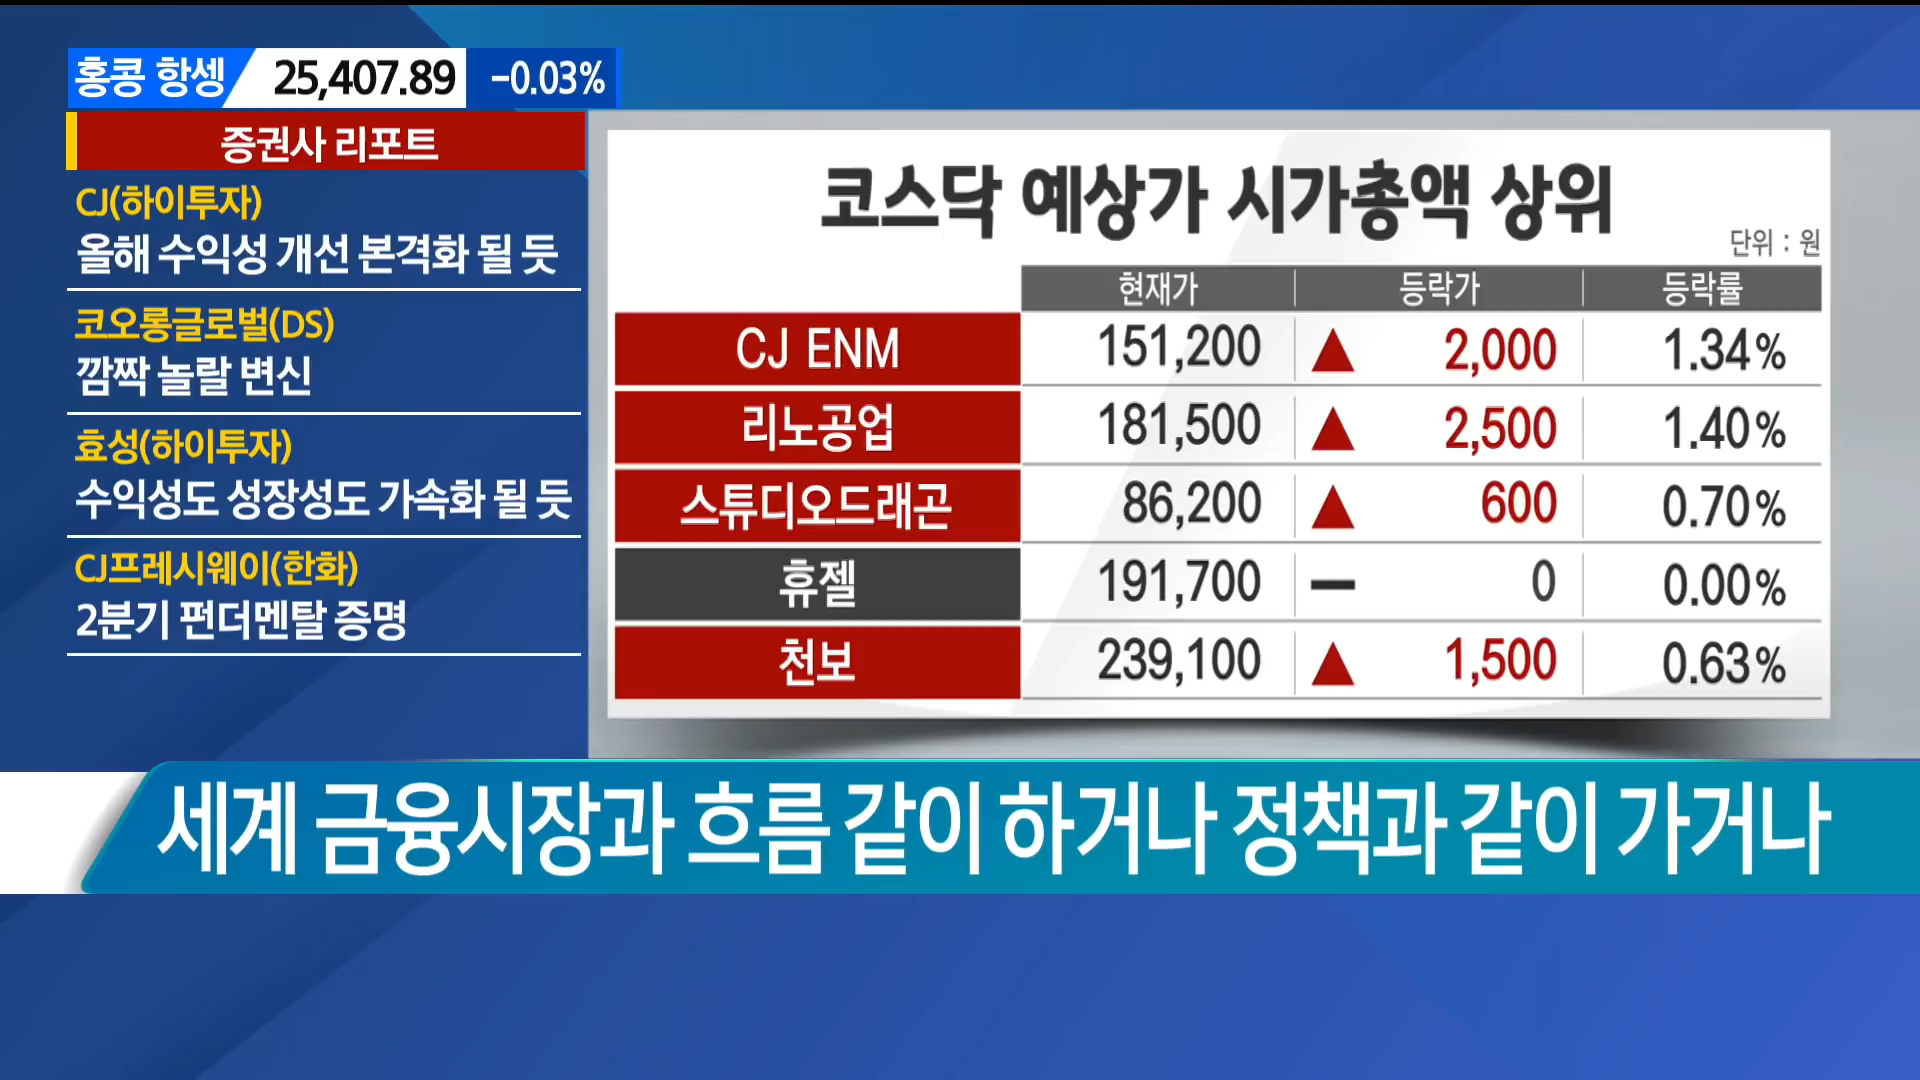 홍콩 항셍 25,407.89 -0.03%
증권사 리포트
CJ(하이투자)
올해 수익성 개선 본격화 될 듯
코오롱글로벌(DS)
깜짝 놀랄 변신
효성(하이투자)
수익성도 성장성도 가속화 될 듯
CJ프레시웨이(한화)
2분기 펀더멘탈 증명
코스닥 예상가 시가총액 상위
단위 : 원
현재가 등락가 등락률
CJ ENM 151,200 ▲ 2,000 1.34%
리노공업 181,500 ▲ 2,500 1.40%
스튜디오드래곤 86,200 ▲ 600 0.70%
휴젤 191,700 - 0 0.00%
천보 239,100 ▲ 1,500 0.63%
세계 금융시장과 흐름 같이 하거나 정책과 같이 가거나